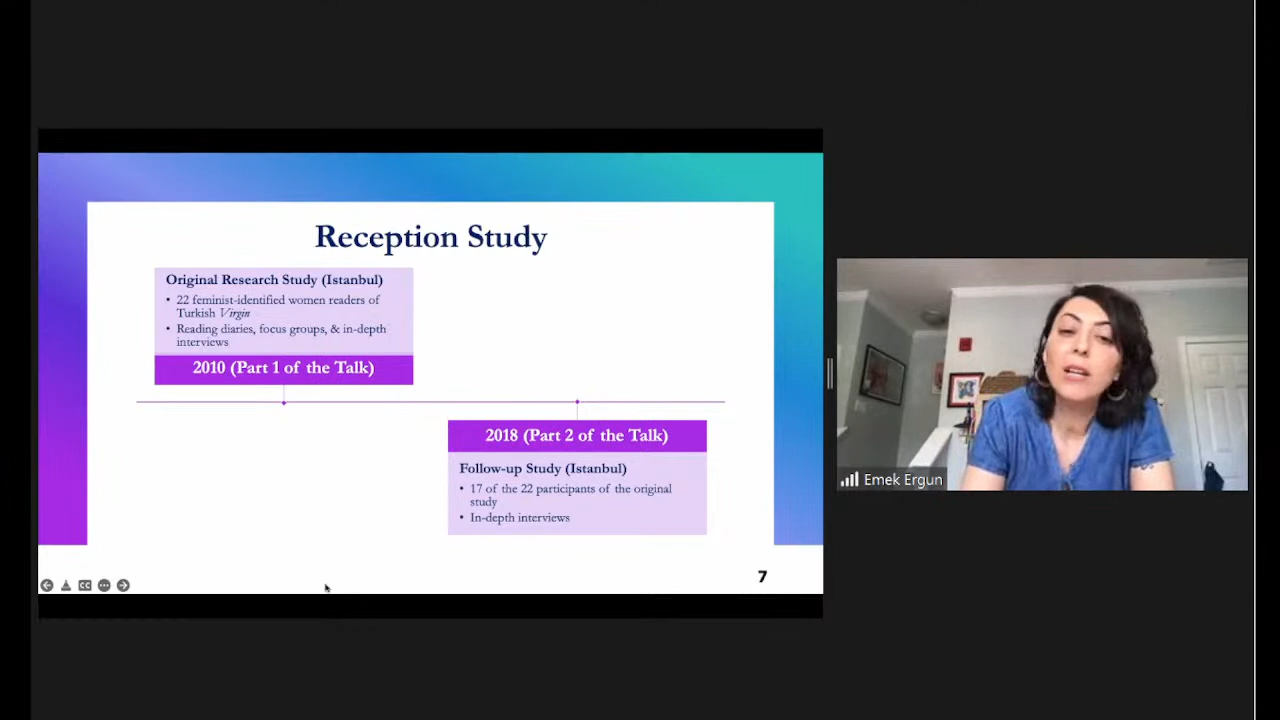 Reception Study
Original Research Study (Istanbul)
• 22 feminist-identified women readers of
Turkish Virgin
• Reading diaries, focus groups, & in-depth
interviews
2010 (Part 1 of the Talk)
2018 (Part 2 of the Talk)
Follow-up Study (Istanbul)
• 17 of the 22 participants of the original
study
• In-depth interviews
7
CC
Emek Ergun